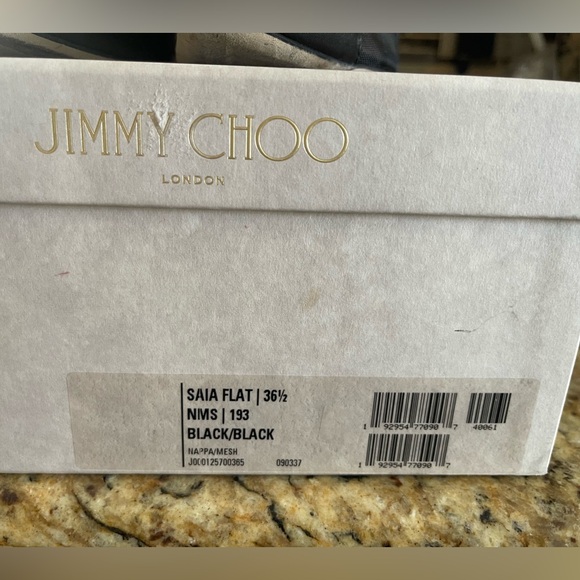 JIMMY CHOO
LONDON
SAIA FLAT | 36½
NMS | 193
BLACK/BLACK
NAPPA/MESH
J000125700365 090337
1 92954 77090 7 40061
1 92954 77090 7